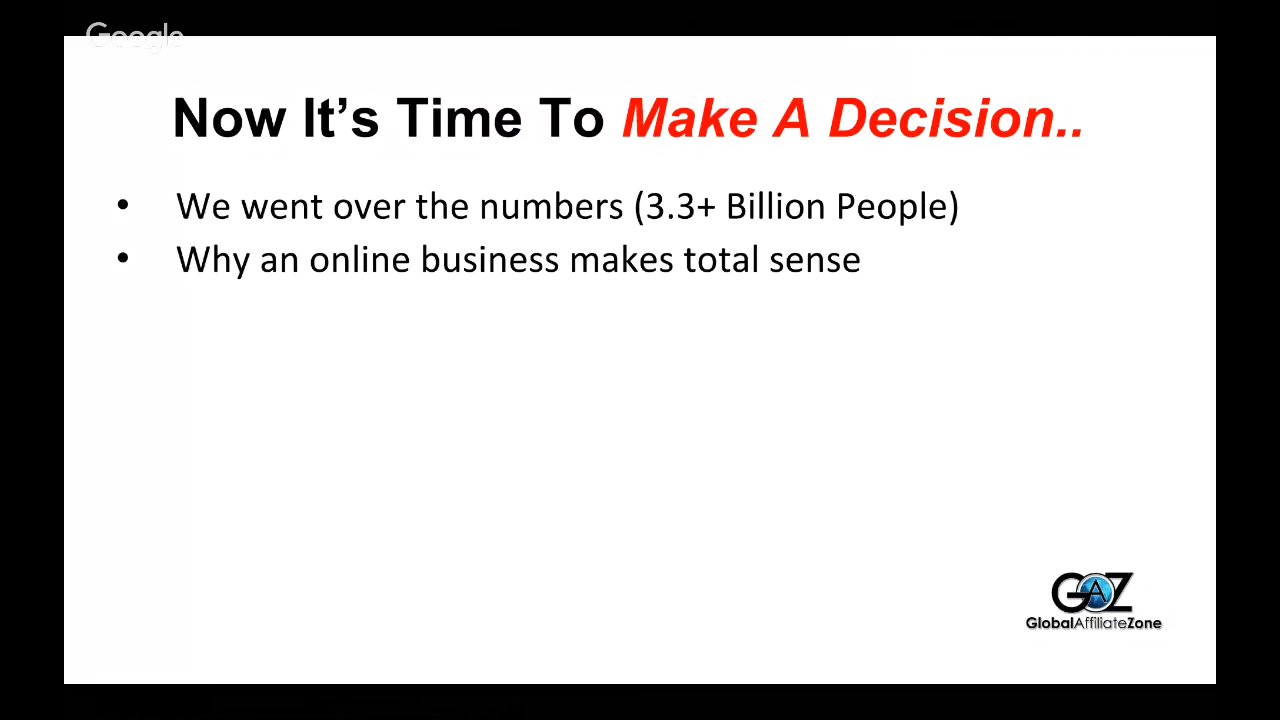 Google
Now It’s Time To Make A Decision..
• We went over the numbers (3.3+ Billion People)
• Why an online business makes total sense
GAZ
GlobalAffiliateZone